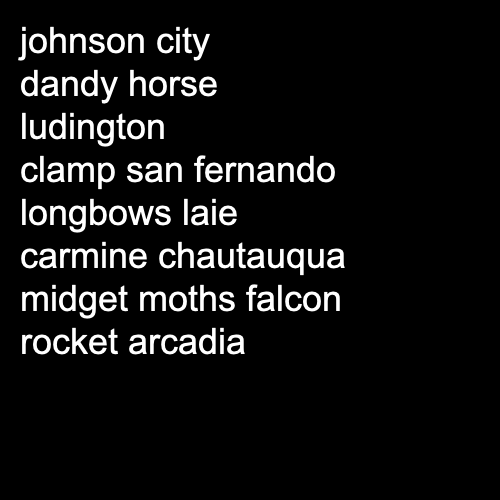 johnson city
dandy horse
ludington
clamp san fernando
longbows laie
carmine chautauqua
midget moths falcon
rocket arcadia